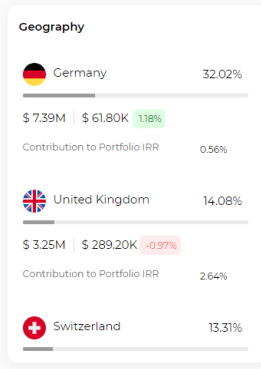 Geography
Germany 32.02%
$ 7.39M $ 61.80K 1.18%
Contribution to Portfolio IRR 0.56%
United Kingdom 14.08%
$ 3.25M $ 289.20K -0.97%
Contribution to Portfolio IRR 2.64%
Switzerland 13.31%